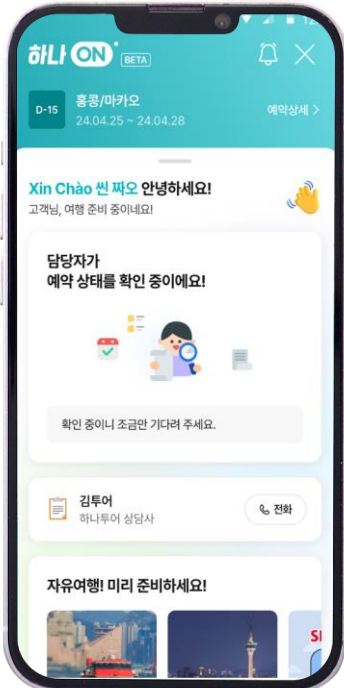 하나 ON BETA
D-15
홍콩/마카오
예약상세 >
24.04.25 ~ 24.04.28
Xin Chào 씬 짜오 안녕하세요!
고객님, 여행 준비 중이네요!
담당자가
예약 상태를 확인 중이에요!
확인 중이니 조금만 기다려 주세요.
김투어
하나투어 상담사
전화
자유여행! 미리 준비하세요!